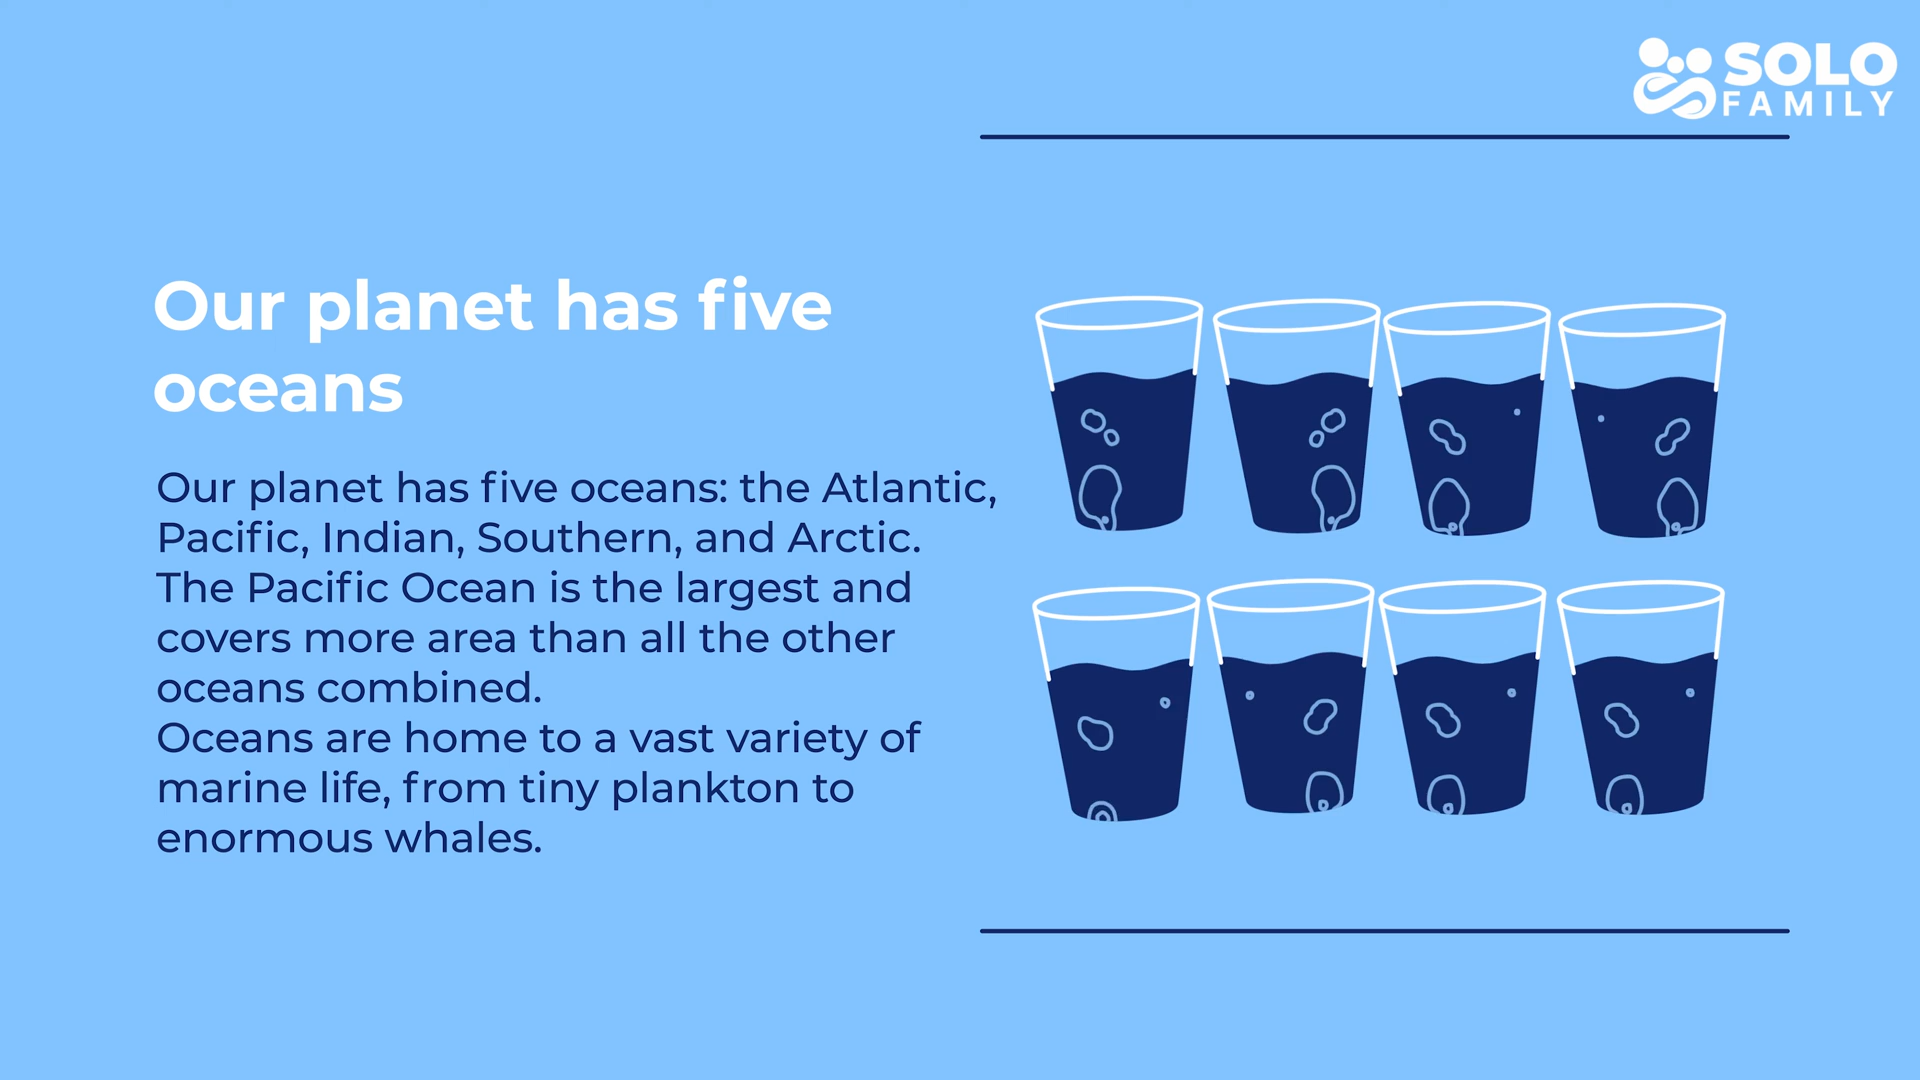 SOLO
FAMILY
Our planet has five
oceans
Our planet has five oceans: the Atlantic,
Pacific, Indian, Southern, and Arctic.
The Pacific Ocean is the largest and
covers more area than all the other
oceans combined.
Oceans are home to a vast variety of
marine life, from tiny plankton to
enormous whales.